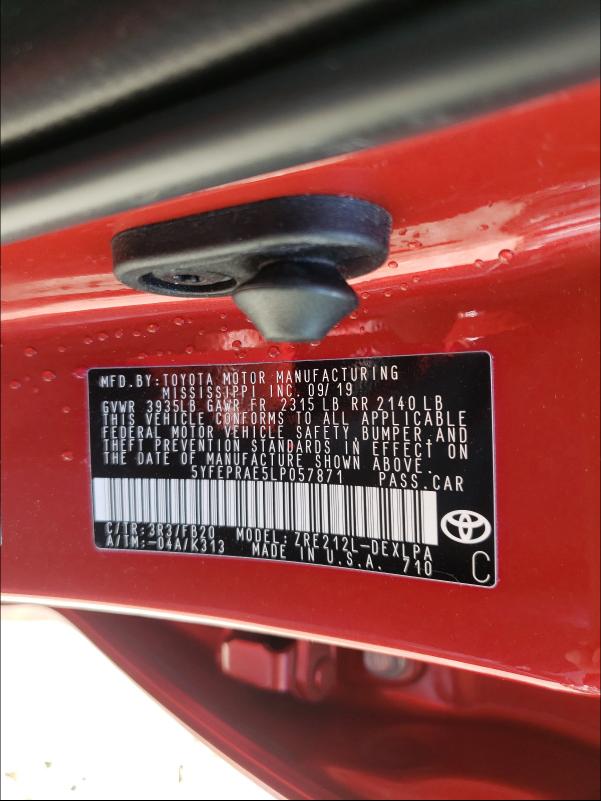 MFD.BY:TOYOTA MOTOR MANUFACTURING
MISSISSIPPI INC. 09/19
GVWR 3935LB GAWR FR 2315 LB RR 2140 LB
THIS VEHICLE CONFORMS TO ALL APPLICABLE
FEDERAL MOTOR VEHICLE SAFETY, BUMPER, AND
THEFT PREVENTION STANDARDS IN EFFECT ON
THE DATE OF MANUFACTURE SHOWN ABOVE.
5YFEPRAE5LP057871 PASS.CAR
C/TR:3R3/FB20 MODEL:ZRE212L-DEXLPA
A/TM:-04A/K313 MADE IN U.S.A. 710 C